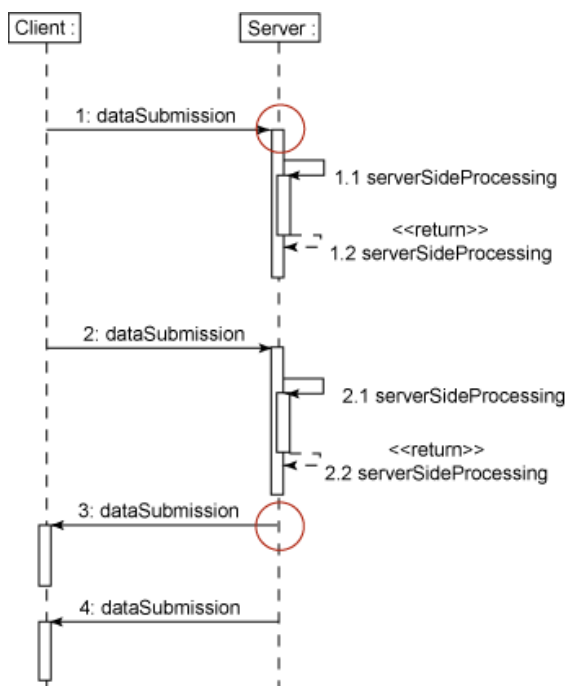 Client :
Server :
1: dataSubmission
1.1 serverSideProcessing
<<return>>
1.2 serverSideProcessing
2: dataSubmission
2.1 serverSideProcessing
<<return>>
2.2 serverSideProcessing
3: dataSubmission
4: dataSubmission